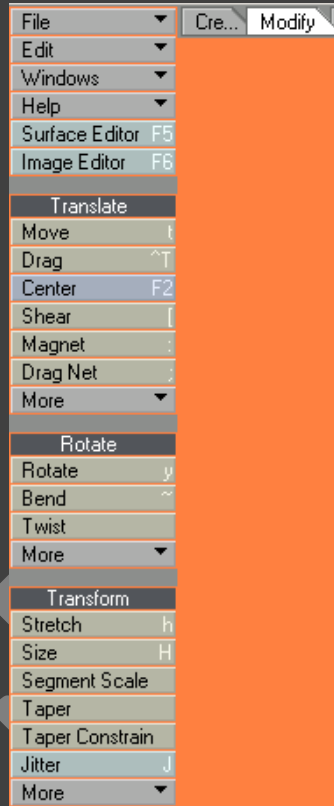 File
Cre... Modify
Edit
Windows
Help
Surface Editor F5
Image Editor F6
Translate
Move t
Drag ^T
Center F2
Shear [
Magnet :
Drag Net ;
More
Rotate
Rotate y
Bend ~
Twist
More
Transform
Stretch h
Size H
Segment Scale
Taper
Taper Constrain
Jitter J
More